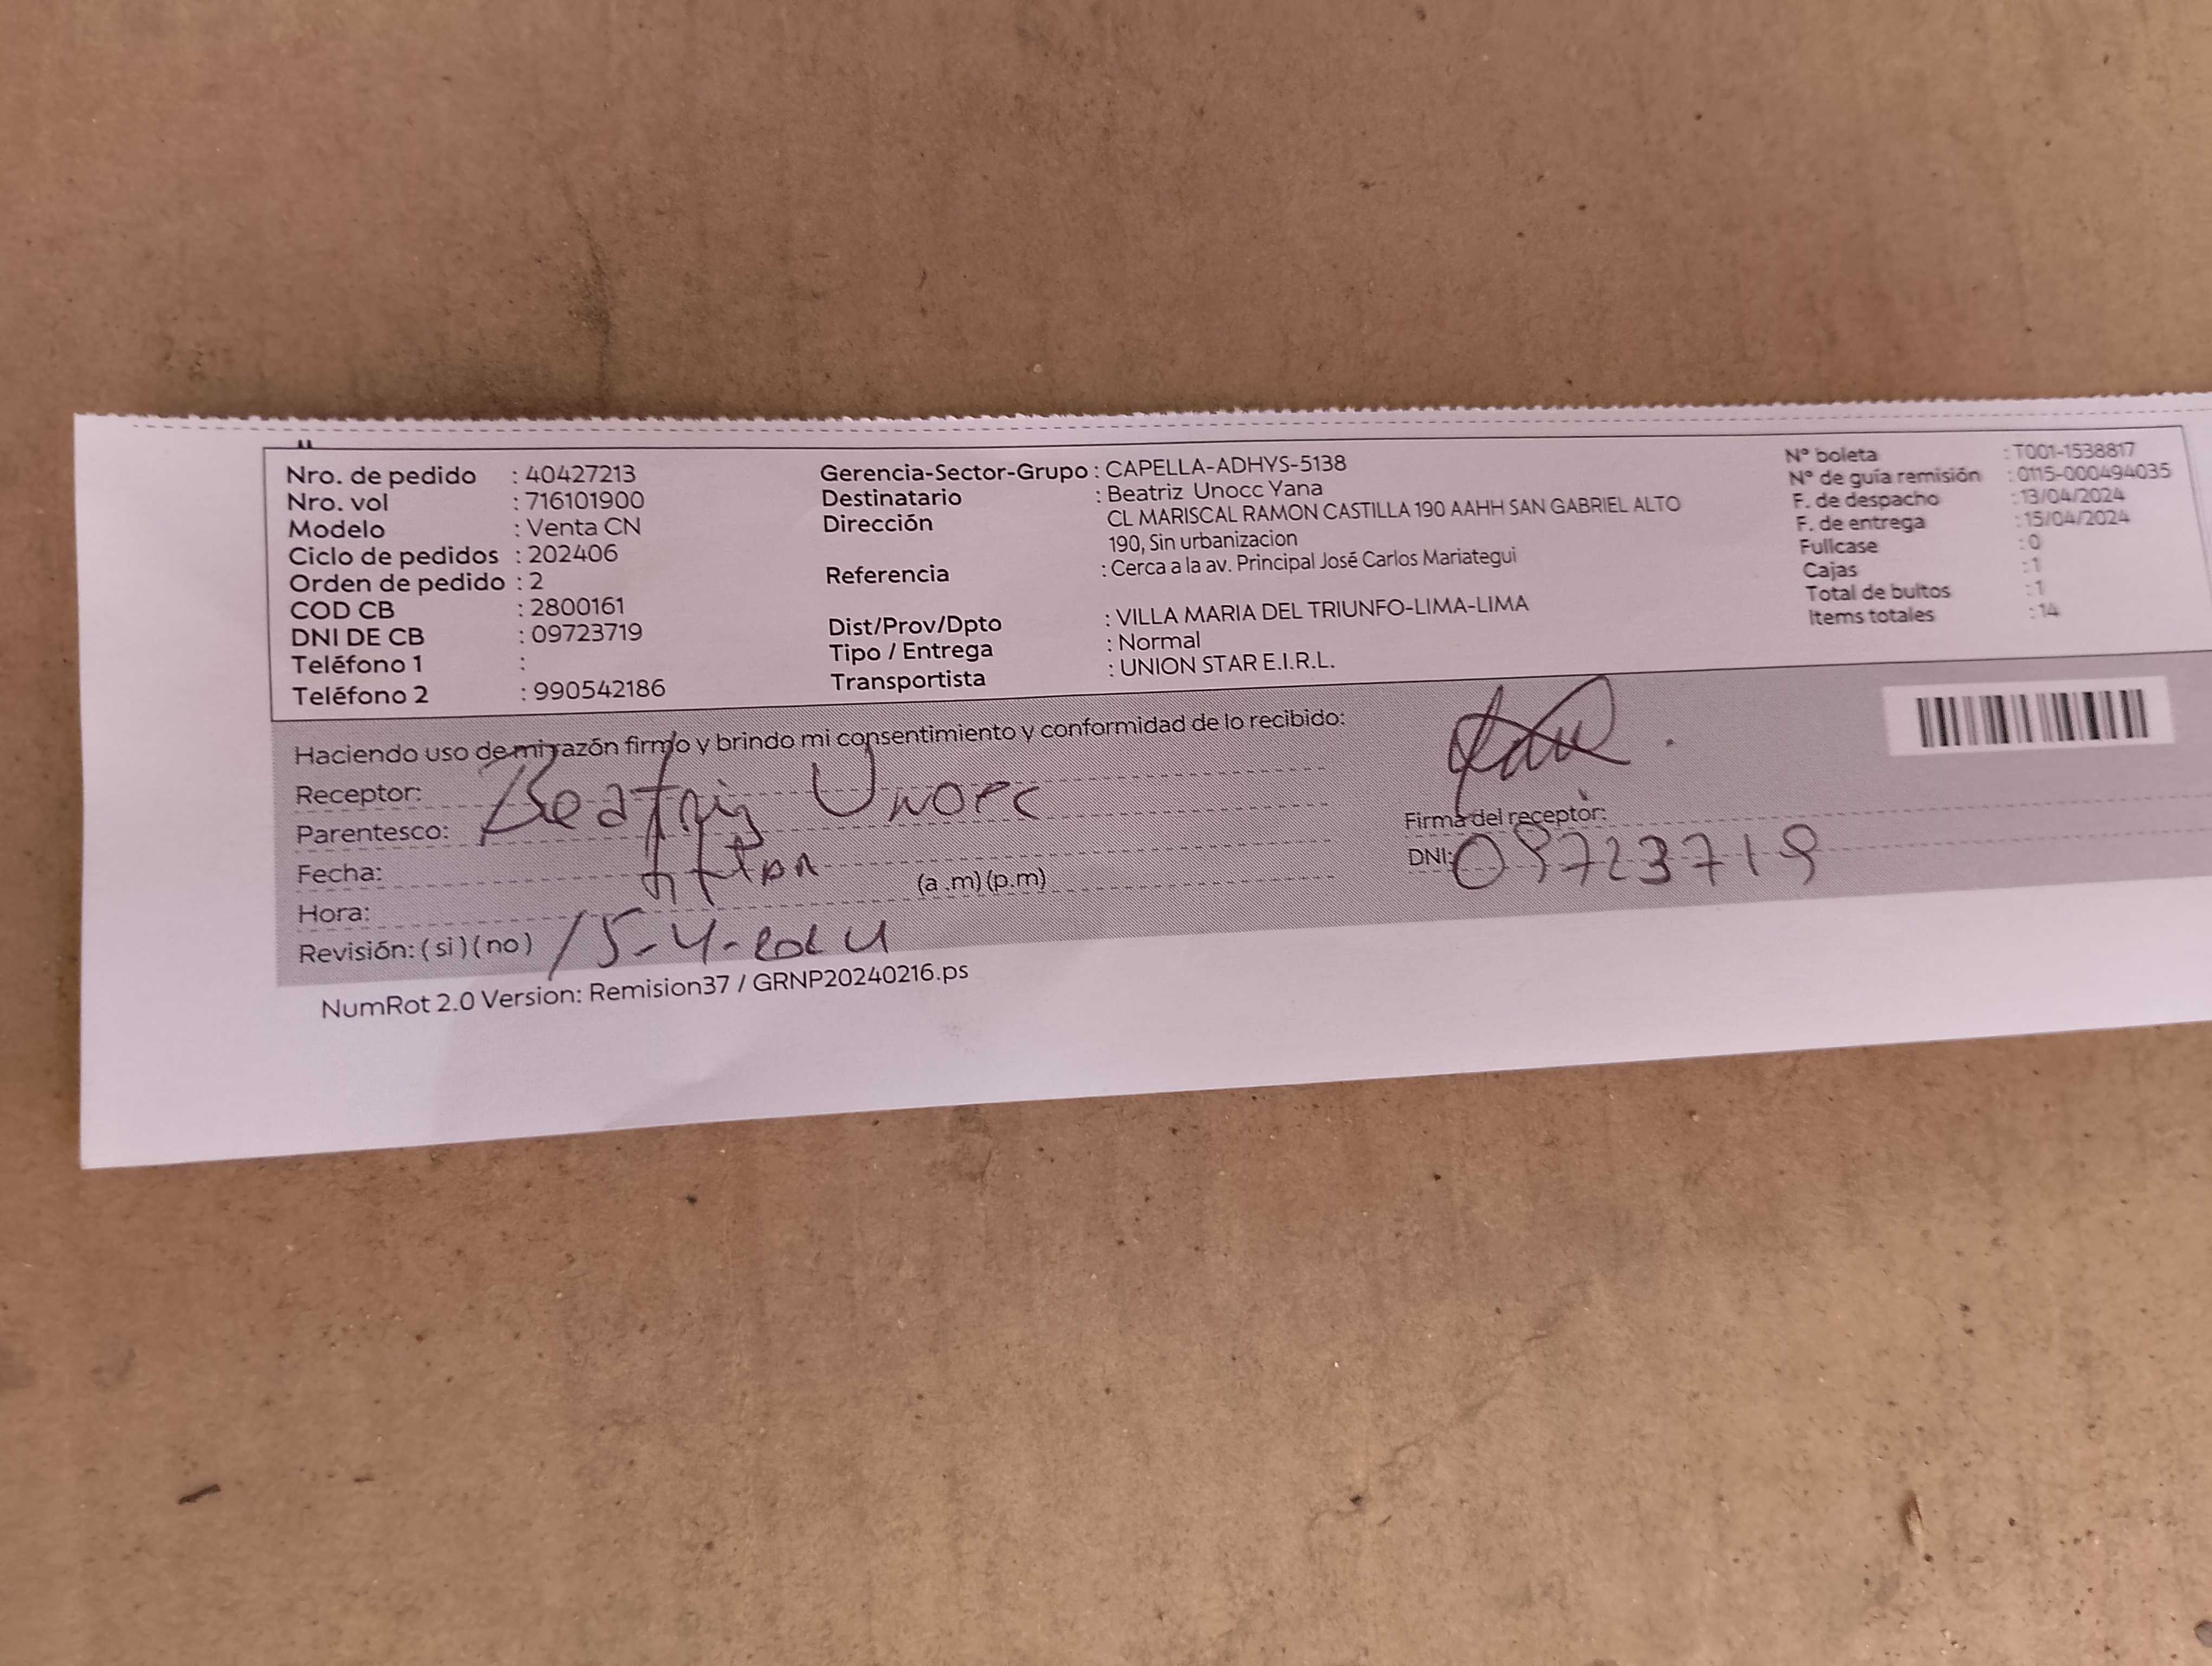 Nro. de pedido : 40427213
Nro. vol : 716101900
Modelo : Venta CN
Ciclo de pedidos : 202406
Orden de pedido : 2
COD CB : 2800161
DNI DE CB : 09723719
Teléfono 1 :
Teléfono 2 : 990542186
Gerencia-Sector-Grupo : CAPELLA-ADHYS-5138
Destinatario : Beatriz Unocc Yana
Dirección CL MARISCAL RAMON CASTILLA 190 AAHH SAN GABRIEL ALTO
190, Sin urbanizacion
Referencia : Cerca a la av. Principal José Carlos Mariategui
Dist/Prov/Dpto : VILLA MARIA DEL TRIUNFO-LIMA-LIMA
Tipo / Entrega : Normal
Transportista : UNION STAR E.I.R.L.
N° boleta : T001-1538817
N° de guía remisión : 0115-000494035
F. de despacho : 13/04/2024
F. de entrega : 15/04/2024
Fullcase : 0
Cajas : 1
Total de bultos : 1
Items totales : 14
Haciendo uso de mi razón firmo y brindo mi consentimiento y conformidad de lo recibido:
Receptor: Beatriz Unocc
Parentesco:
Fecha:
Hora: (a .m) (p.m)
Revisión: (si) (no) 15-4-2024
Firma del receptor:
DNI: 09723719
NumRot 2.0 Version: Remision37 / GRNP20240216.ps